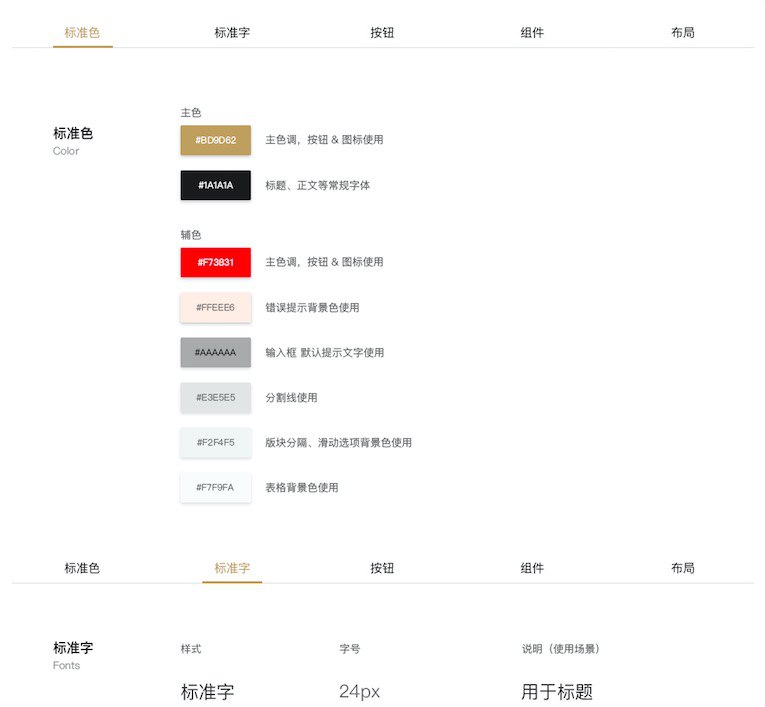 标准色 标准字 按钮 组件 布局
标准色
Color
主色
#BD9D62 主色调，按钮 & 图标使用
#1A1A1A 标题、正文等常规字体
辅色
#F73831 主色调，按钮 & 图标使用
#FFEEE6 错误提示背景色使用
#AAAAAA 输入框 默认提示文字使用
#E3E5E5 分割线使用
#F2F4F5 版块分隔、滑动选项背景色使用
#F7F9FA 表格背景色使用
标准色 标准字 按钮 组件 布局
标准字
Fonts
样式 字号 说明（使用场景）
标准字 24px 用于标题